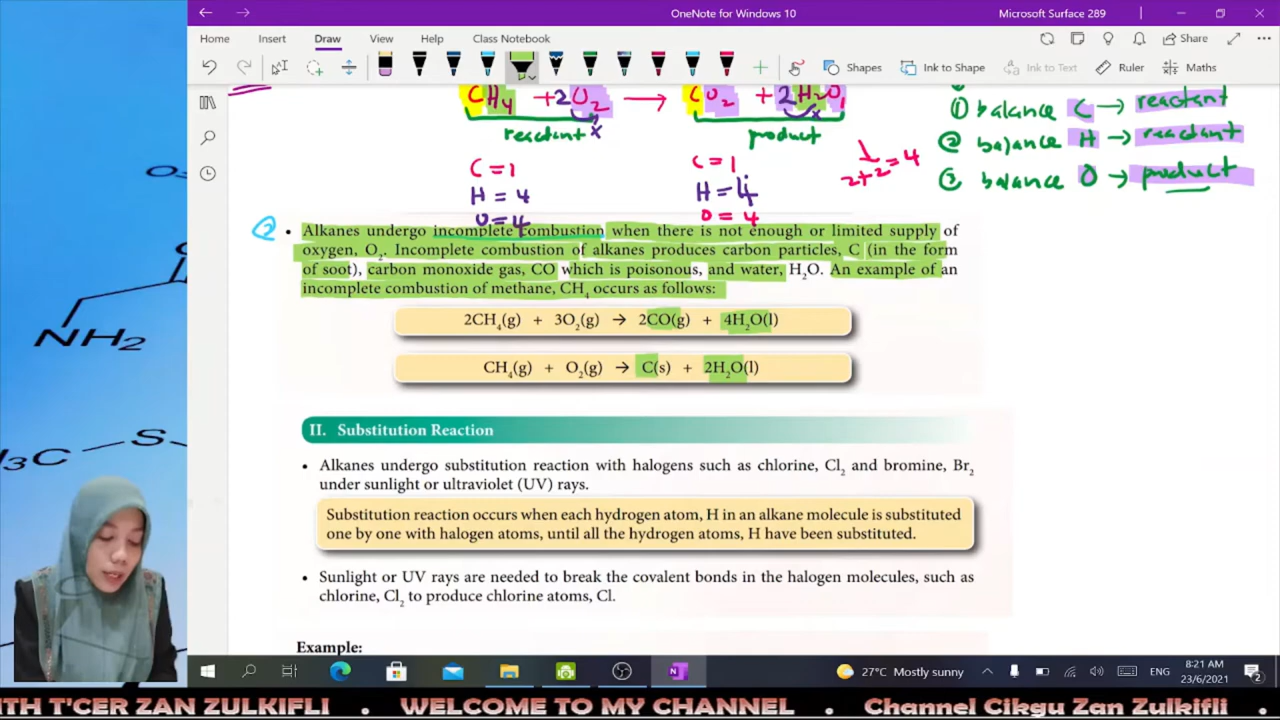 OneNote for Windows 10
Microsoft Surface 289
Home Insert Draw View Help Class Notebook
Share
Shapes Ink to Shape Ink to Text Ruler Maths
CH4 + 2O2 → CO2 + 2H2O
reactant x product
C = 1
H = 4
O = 4
C = 1
H = 4
O = 4
2+2 = 4
① balance C → reactant
② balance H → reactant
③ balance O → product
②
• Alkanes undergo incomplete combustion when there is not enough or limited supply of
oxygen, O₂. Incomplete combustion of alkanes produces carbon particles, C (in the form
of soot), carbon monoxide gas, CO which is poisonous, and water, H₂O. An example of an
incomplete combustion of methane, CH₄ occurs as follows:
2CH₄(g) + 3O₂(g) → 2CO(g) + 4H₂O(l)
CH₄(g) + O₂(g) → C(s) + 2H₂O(l)
II. Substitution Reaction
• Alkanes undergo substitution reaction with halogens such as chlorine, Cl₂ and bromine, Br₂
under sunlight or ultraviolet (UV) rays.
Substitution reaction occurs when each hydrogen atom, H in an alkane molecule is substituted
one by one with halogen atoms, until all the hydrogen atoms, H have been substituted.
• Sunlight or UV rays are needed to break the covalent bonds in the halogen molecules, such as
chlorine, Cl₂ to produce chlorine atoms, Cl.
Example:
NH2
3C
S
27°C Mostly sunny
ENG
8:21 AM
23/6/2021
2
ITH T'CER ZAN ZULKIFLI . WELCOME TO MY CHANNEL . Channel Cikgu Zan Zulkifli .